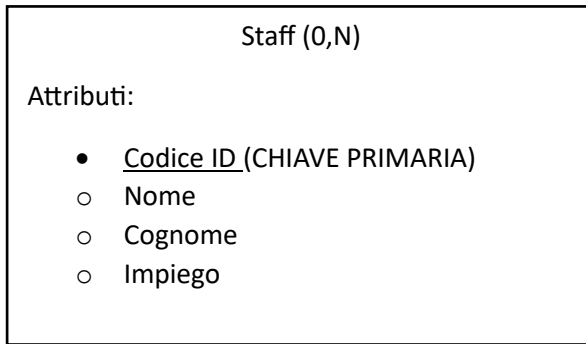 Staff (0,N)
Attributi:
• Codice ID (CHIAVE PRIMARIA)
o Nome
o Cognome
o Impiego